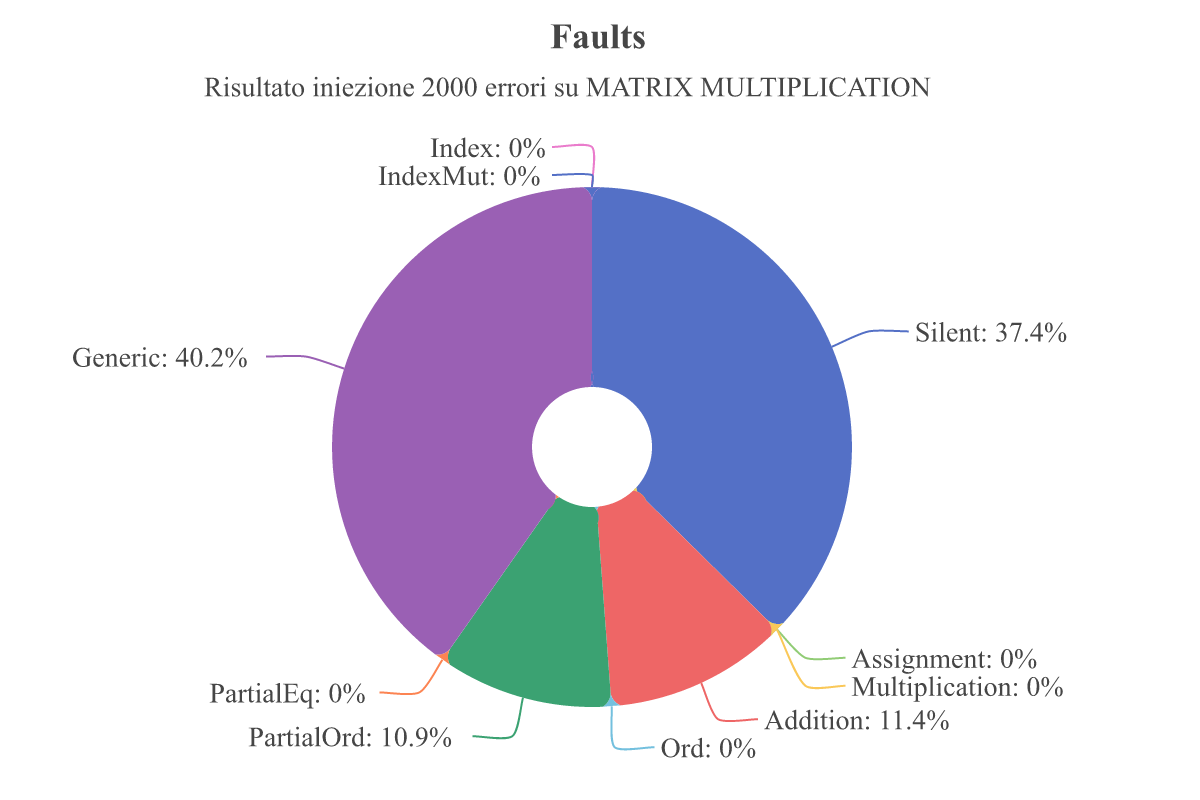 Faults
Risultato iniezione 2000 errori su MATRIX MULTIPLICATION
Index: 0%
IndexMut: 0%
Silent: 37.4%
Generic: 40.2%
Assignment: 0%
Multiplication: 0%
PartialEq: 0%
Addition: 11.4%
PartialOrd: 10.9%
Ord: 0%